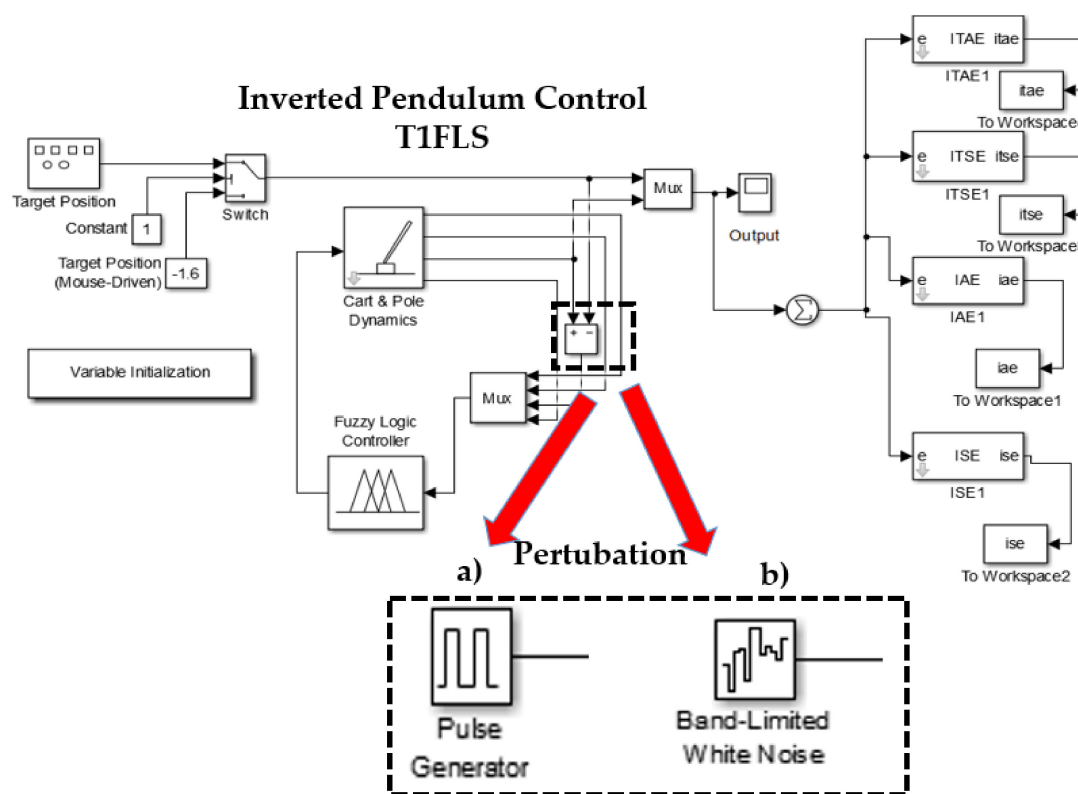 Inverted Pendulum Control
T1FLS
Target Position
Constant
1
Target Position
(Mouse-Driven)
-1.6
Switch
Mux
Output
Cart & Pole
Dynamics
+ −
Mux
Variable Initialization
Fuzzy Logic
Controller
Σ
e ITAE itae
ITAE1
itae
To Workspace
e ITSE itse
ITSE1
itse
To Workspace
e IAE iae
IAE1
iae
To Workspace1
e ISE ise
ISE1
ise
To Workspace2
Pertubation
a)
b)
Pulse
Generator
Band-Limited
White Noise